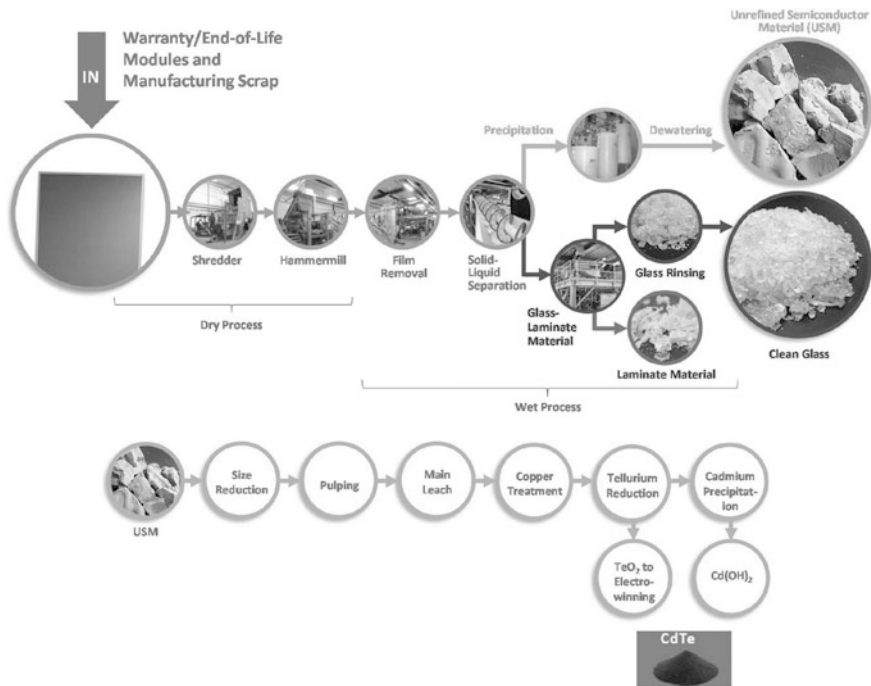 Unrefined Semiconductor
Material (USM)
Warranty/End-of-Life
Modules and
Manufacturing Scrap
IN
Precipitation
Dewatering
Shredder
Hammermill
Film
Removal
Solid-
Liquid
Separation
Glass Rinsing
Glass-
Laminate
Material
Clean Glass
Laminate Material
Dry Process
Wet Process
USM
Size
Reduction
Pulping
Main
Leach
Copper
Treatment
Tellurium
Reduction
Cadmium
Precipitat-
ion
TeO₂ to
Electro-
winning
Cd(OH)₂
CdTe